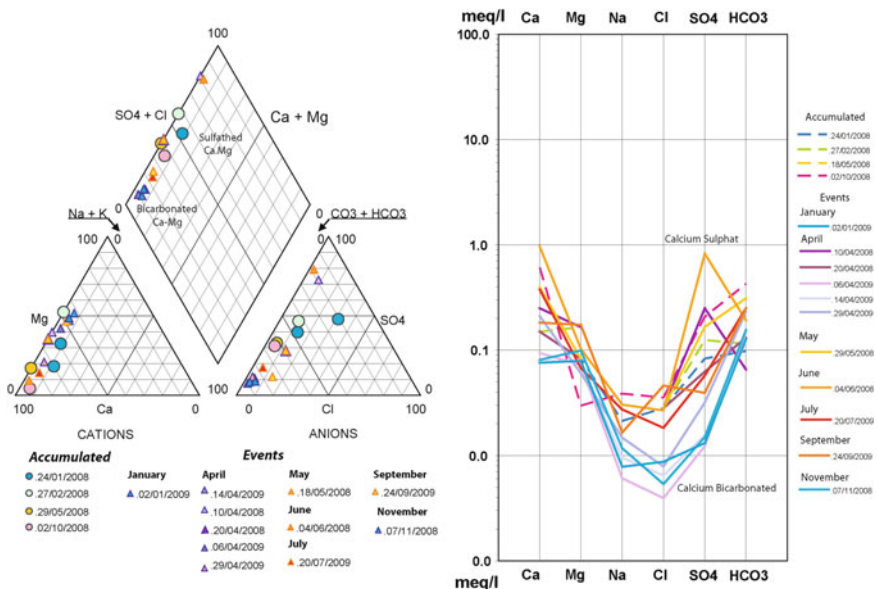 100
SO4 + Cl
Ca + Mg
Sulfathed
Ca.Mg
Bicarbonated
Ca-Mg
0
0
Na + K
CO3 + HCO3
100
0
0
100
Mg
SO4
0
100
Ca
0
100
0
Cl
100
CATIONS
ANIONS
Accumulated
.24/01/2008
27/02/2008
.29/05/2008
.02/10/2008
Events
January
.02/01/2009
April
.14/04/2009
.10/04/2009
.20/04/2009
.06/04/2009
.29/04/2009
May
.18/05/2008
June
.04/06/2008
July
.20/07/2009
September
.24/09/2009
November
.07/11/2008
meq/l
Ca
Mg
Na
Cl
SO4
HCO3
meq/l
100.0
10.0
1.0
0.1
0.0
0.0
Calcium Sulphat
Calcium Bicarbonated
meq/l
Ca
Mg
Na
Cl
SO4
HCO3
Accumulated
.24/01/2008
.27/02/2008
.18/05/2008
.02/10/2008
Events
January
.02/01/2009
April
.10/04/2008
.20/04/2008
.06/04/2009
.14/04/2009
.29/04/2009
May
.29/05/2008
June
.04/06/2008
July
.20/07/2009
September
.24/09/2009
November
.07/11/2008